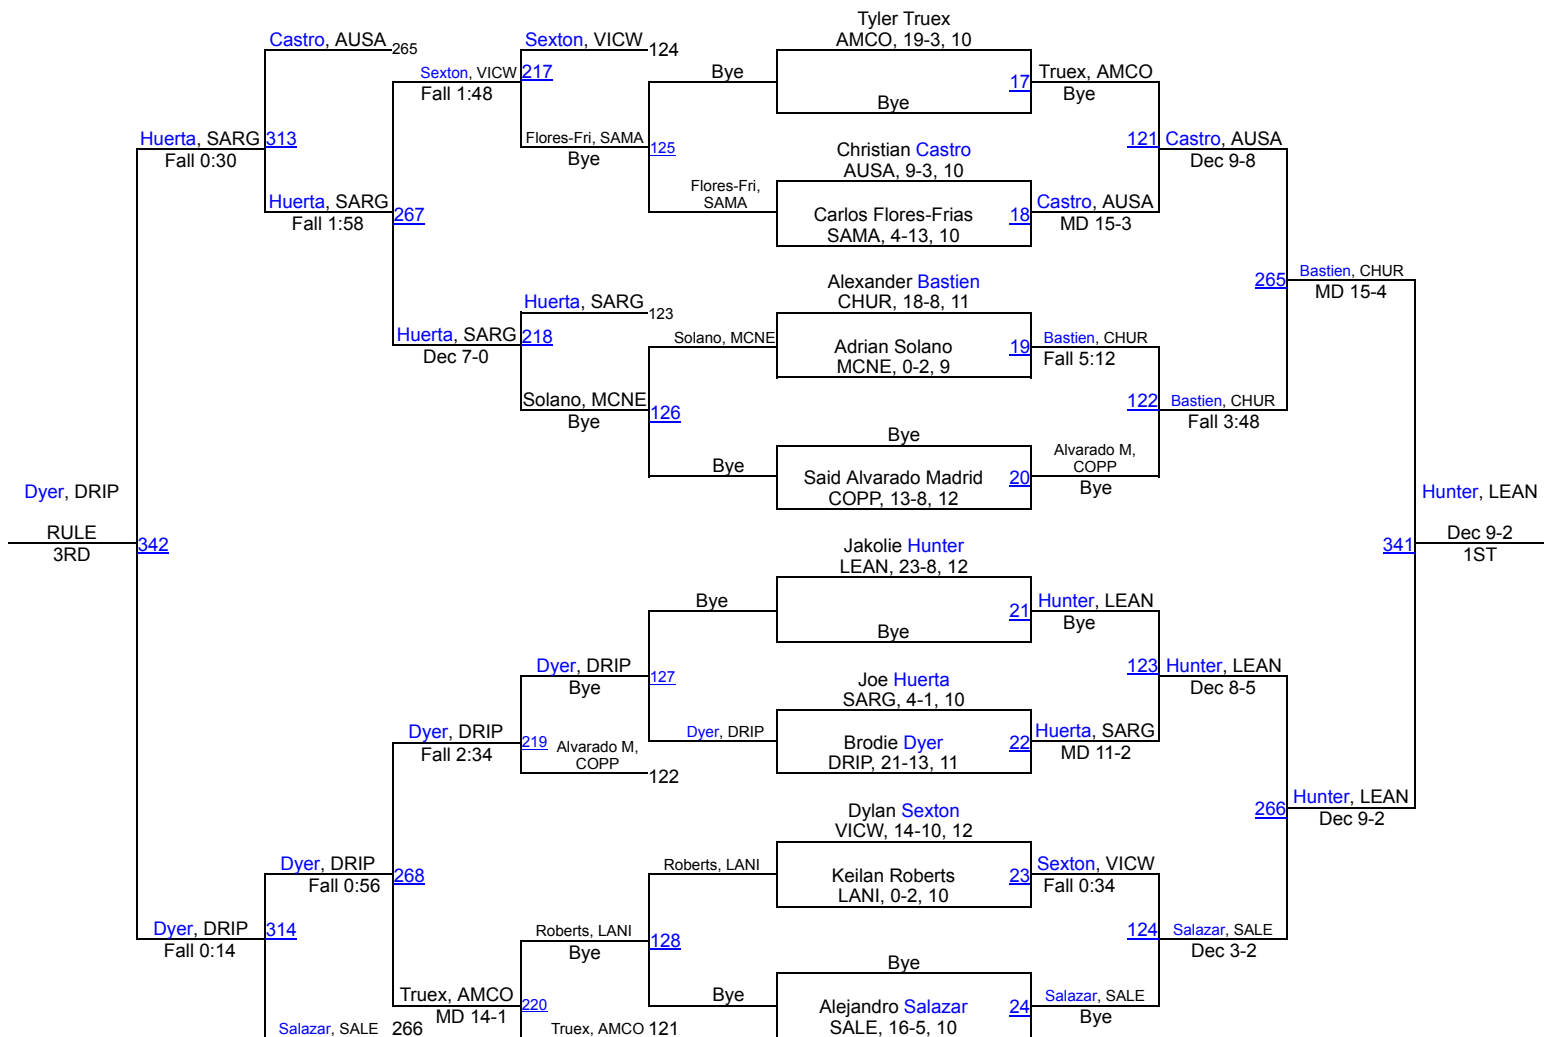 Tyler Truex
AMCO, 19-3, 10
Castro, AUSA 265
Sexton, VICW 124
Sexton, VICW 217
Fall 1:48
Bye
17 Truex, AMCO
Bye
Bye
Huerta, SARG 313
Fall 0:30
Flores-Fri, SAMA 125
Bye
121 Castro, AUSA
Dec 9-8
Christian Castro
AUSA, 9-3, 10
Flores-Fri,
SAMA
Huerta, SARG 267
Fall 1:58
Carlos Flores-Frias
SAMA, 4-13, 10
18 Castro, AUSA
MD 15-3
Alexander Bastien
CHUR, 18-8, 11
265 Bastien, CHUR
MD 15-4
Huerta, SARG 123
Huerta, SARG 218
Dec 7-0
Solano, MCNE
Adrian Solano
MCNE, 0-2, 9
19 Bastien, CHUR
Fall 5:12
Solano, MCNE 126
Bye
122 Bastien, CHUR
Fall 3:48
Bye
Bye
Said Alvarado Madrid
COPP, 13-8, 12
20
Alvarado M,
COPP
Bye
Dyer, DRIP
RULE
3RD
342
Hunter, LEAN
341 Dec 9-2
1ST
Jakolie Hunter
LEAN, 23-8, 12
Bye
21 Hunter, LEAN
Bye
Bye
Dyer, DRIP 127
Bye
123 Hunter, LEAN
Dec 8-5
Joe Huerta
SARG, 4-1, 10
Dyer, DRIP 219
Fall 2:34
Alvarado M,
COPP
122
Dyer, DRIP
Brodie Dyer
DRIP, 21-13, 11
22 Huerta, SARG
MD 11-2
Dylan Sexton
VICW, 14-10, 12
266 Hunter, LEAN
Dec 9-2
Dyer, DRIP 268
Fall 0:56
Roberts, LANI
Keilan Roberts
LANI, 0-2, 10
23 Sexton, VICW
Fall 0:34
Dyer, DRIP 314
Fall 0:14
Roberts, LANI 128
Bye
124 Salazar, SALE
Dec 3-2
Bye
Truex, AMCO 220
MD 14-1
Bye
Alejandro Salazar
SALE, 16-5, 10
24 Salazar, SALE
Bye
Salazar, SALE 266
Truex, AMCO 121